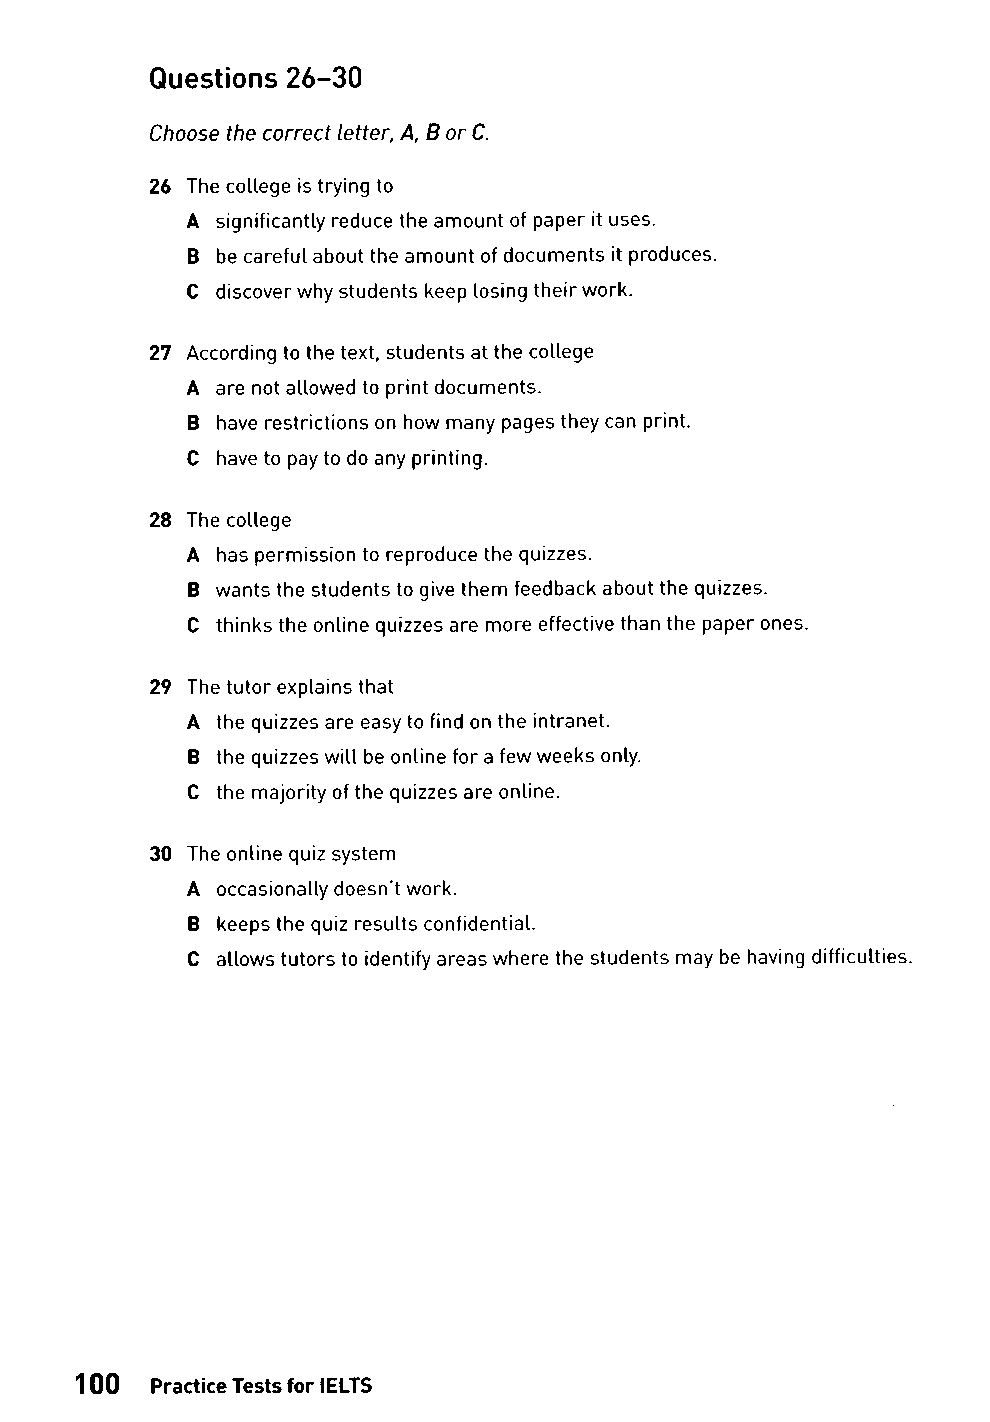 Questions 26–30
Choose the correct letter, A, B or C.
26 The college is trying to
A significantly reduce the amount of paper it uses.
B be careful about the amount of documents it produces.
C discover why students keep losing their work.
27 According to the text, students at the college
A are not allowed to print documents.
B have restrictions on how many pages they can print.
C have to pay to do any printing.
28 The college
A has permission to reproduce the quizzes.
B wants the students to give them feedback about the quizzes.
C thinks the online quizzes are more effective than the paper ones.
29 The tutor explains that
A the quizzes are easy to find on the intranet.
B the quizzes will be online for a few weeks only.
C the majority of the quizzes are online.
30 The online quiz system
A occasionally doesn't work.
B keeps the quiz results confidential.
C allows tutors to identify areas where the students may be having difficulties.
100 Practice Tests for IELTS